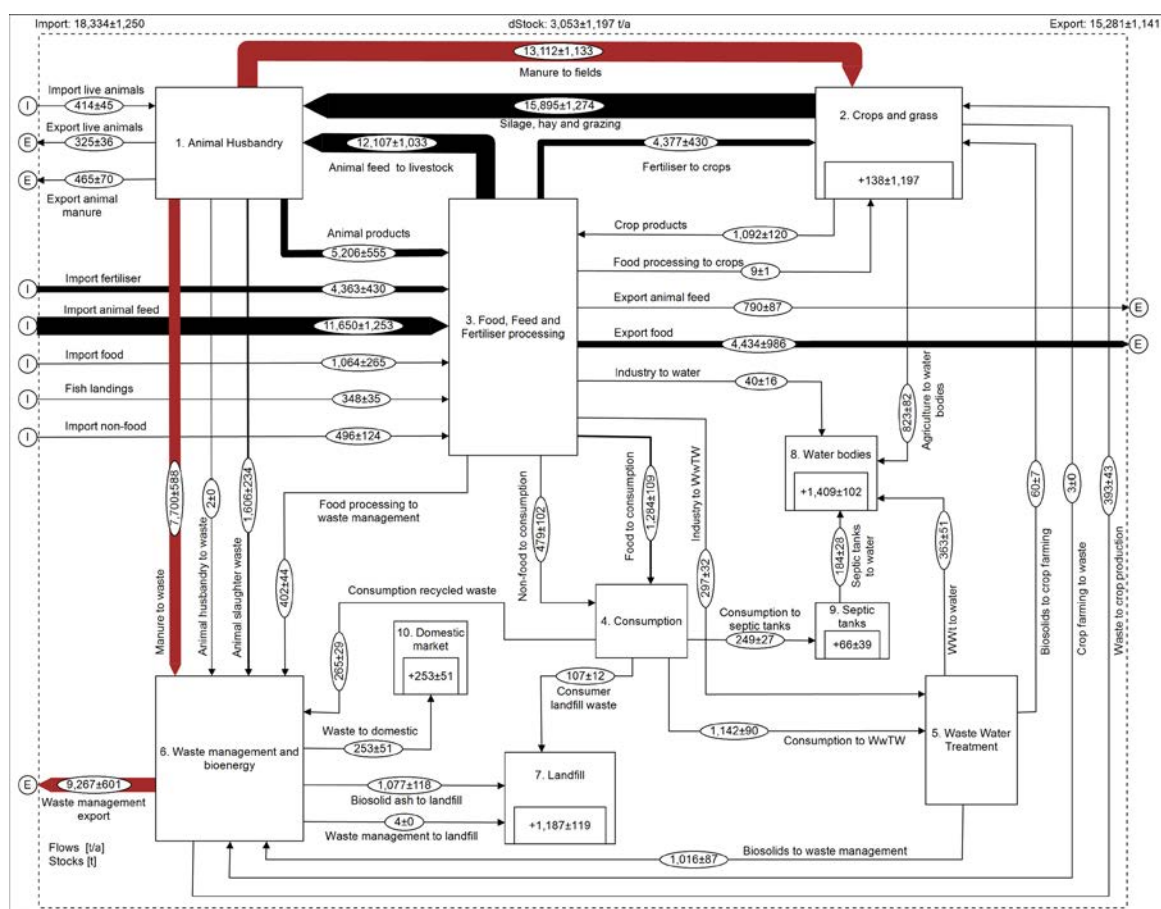 Import: 18,334±1,250
dStock: 3,053±1,197 t/a
Export: 15,281±1,141
13,112±1,133
Manure to fields
Import live animals
I
414±45
Export live animals
E
325±36
E
465±70
Export animal
manure
1. Animal Husbandry
15,895±1,274
Silage, hay and grazing
12,107±1,033
Animal feed to livestock
4,377±430
Fertiliser to crops
2. Crops and grass
+138±1,197
Animal products
5,206±555
Import fertiliser
I
4,363±430
Import animal feed
I
11,650±1,253
Import food
I
1,064±265
Fish landings
I
348±35
Import non-food
I
496±124
3. Food, Feed and
Fertiliser processing
Crop products
1,092±120
Food processing to crops
9±1
Export animal feed
790±87
E
Export food
4,434±986
E
Industry to water
40±16
823±82
Agriculture to water
bodies
8. Water bodies
+1,409±102
7,700±588
Manure to waste
2±0
Animal husbandry to waste
1,606±234
Animal slaughter waste
402±44
Food processing to
waste management
Non-food to consumption
479±102
Food to consumption
1,284±109
Industry to WwTW
297±32
184±28
Septic tanks
to water
363±51
WWt to water
60±7
Biosolids to crop farming
3±0
Crop farming to waste
393±43
Waste to crop production
Consumption recycled waste
265±29
4. Consumption
Consumption to
septic tanks
249±27
9. Septic
tanks
+66±39
10. Domestic
market
+253±51
107±12
Consumer
landfill waste
Waste to domestic
253±51
1,142±90
Consumption to WwTW
5. Waste Water
Treatment
6. Waste management and
bioenergy
1,077±118
Biosolid ash to landfill
4±0
Waste management to landfill
7. Landfill
+1,187±119
E
9,267±601
Waste management
export
Biosolids to waste management
1,016±87
Flows [t/a]
Stocks [t]